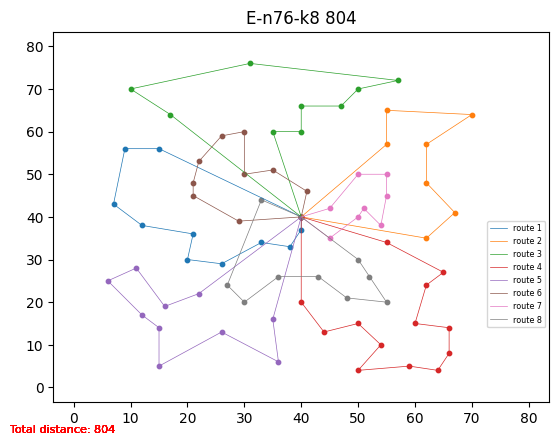 E-n76-k8 804
80
70
60
50
40
30
20
10
0
route 1
route 2
route 3
route 4
route 5
route 6
route 7
route 8
0 10 20 30 40 50 60 70 80
Total distance: 804